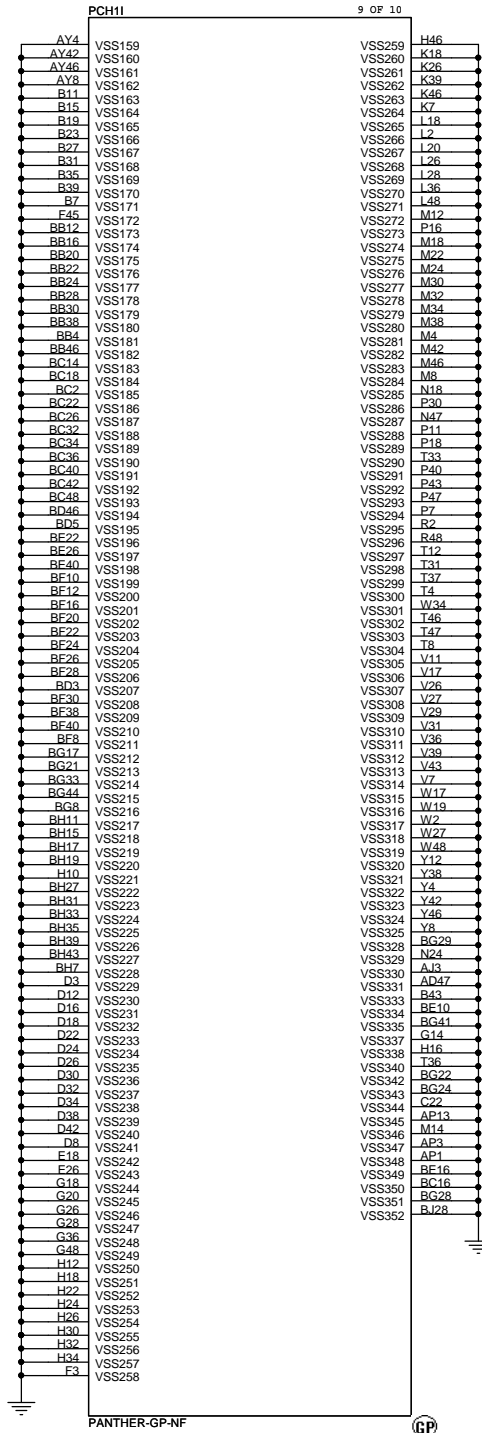 PCH1I 9 OF 10
AY4 VSS159 VSS259 H46
AY42 VSS160 VSS260 K18
AY46 VSS161 VSS261 K26
AY8 VSS162 VSS262 K39
B11 VSS163 VSS263 K46
B15 VSS164 VSS264 K7
B19 VSS165 VSS265 L18
B23 VSS166 VSS266 L2
B27 VSS167 VSS267 L20
B31 VSS168 VSS268 L26
B35 VSS169 VSS269 L28
B39 VSS170 VSS270 L36
B7 VSS171 VSS271 L48
F45 VSS172 VSS272 M12
BB12 VSS173 VSS273 P16
BB16 VSS174 VSS274 M18
BB20 VSS175 VSS275 M22
BB22 VSS176 VSS276 M24
BB24 VSS177 VSS277 M30
BB28 VSS178 VSS278 M32
BB30 VSS179 VSS279 M34
BB38 VSS180 VSS280 M38
BB4 VSS181 VSS281 M4
BB46 VSS182 VSS282 M42
BC14 VSS183 VSS283 M46
BC18 VSS184 VSS284 M8
BC2 VSS185 VSS285 N18
BC22 VSS186 VSS286 P30
BC26 VSS187 VSS287 N47
BC32 VSS188 VSS288 P11
BC34 VSS189 VSS289 P18
BC36 VSS190 VSS290 T33
BC40 VSS191 VSS291 P40
BC42 VSS192 VSS292 P43
BC48 VSS193 VSS293 P47
BD46 VSS194 VSS294 P7
BD5 VSS195 VSS295 R2
BE22 VSS196 VSS296 R48
BE26 VSS197 VSS297 T12
BE40 VSS198 VSS298 T31
BF10 VSS199 VSS299 T37
BF12 VSS200 VSS300 T4
BF16 VSS201 VSS301 W34
BF20 VSS202 VSS302 T46
BF22 VSS203 VSS303 T47
BF24 VSS204 VSS304 T8
BF26 VSS205 VSS305 V11
BF28 VSS206 VSS306 V17
BD3 VSS207 VSS307 V26
BF30 VSS208 VSS308 V27
BF38 VSS209 VSS309 V29
BF40 VSS210 VSS310 V31
BF8 VSS211 VSS311 V36
BG17 VSS212 VSS312 V39
BG21 VSS213 VSS313 V43
BG33 VSS214 VSS314 V7
BG44 VSS215 VSS315 W17
BG8 VSS216 VSS316 W19
BH11 VSS217 VSS317 W2
BH15 VSS218 VSS318 W27
BH17 VSS219 VSS319 W48
BH19 VSS220 VSS320 Y12
H10 VSS221 VSS321 Y38
BH27 VSS222 VSS322 Y4
BH31 VSS223 VSS323 Y42
BH33 VSS224 VSS324 Y46
BH35 VSS225 VSS325 Y8
BH39 VSS226 VSS328 BG29
BH43 VSS227 VSS329 N24
BH7 VSS228 VSS330 AJ3
D3 VSS229 VSS331 AD47
D12 VSS230 VSS333 B43
D16 VSS231 VSS334 BE10
D18 VSS232 VSS335 BG41
D22 VSS233 VSS337 G14
D24 VSS234 VSS338 H16
D26 VSS235 VSS340 T36
D30 VSS236 VSS342 BG22
D32 VSS237 VSS343 BG24
D34 VSS238 VSS344 C22
D38 VSS239 VSS345 AP13
D42 VSS240 VSS346 M14
D8 VSS241 VSS347 AP3
E18 VSS242 VSS348 AP1
E26 VSS243 VSS349 BE16
G18 VSS244 VSS350 BC16
G20 VSS245 VSS351 BG28
G26 VSS246 VSS352 BJ28
G28 VSS247
G36 VSS248
G48 VSS249
H12 VSS250
H18 VSS251
H22 VSS252
H24 VSS253
H26 VSS254
H30 VSS255
H32 VSS256
H34 VSS257
F3 VSS258
PANTHER-GP-NF GP